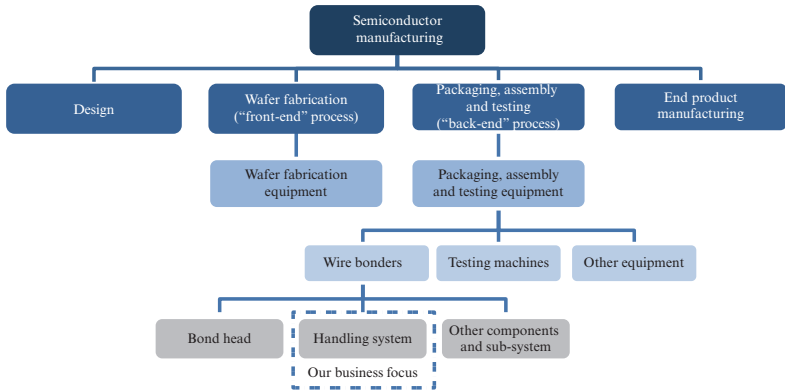 Semiconductor
manufacturing
Design
Wafer fabrication
(“front-end” process)
Packaging, assembly
and testing
(“back-end” process)
End product
manufacturing
Wafer fabrication
equipment
Packaging, assembly
and testing equipment
Wire bonders
Testing machines
Other equipment
Bond head
Handling system
Other components
and sub-system
Our business focus